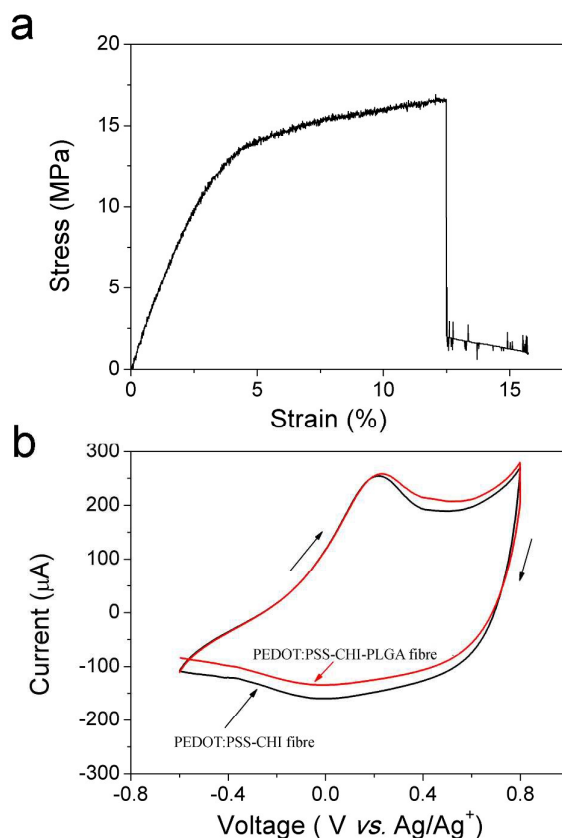 a
20
15
10
5
0
Stress (MPa)
0 5 10 15
Strain (%)
b
300
200
100
0
-100
-200
-300
Current (μA)
PEDOT:PSS-CHI-PLGA fibre
PEDOT:PSS-CHI fibre
-0.8 -0.4 0.0 0.4 0.8
Voltage ( V vs. Ag/Ag⁺)